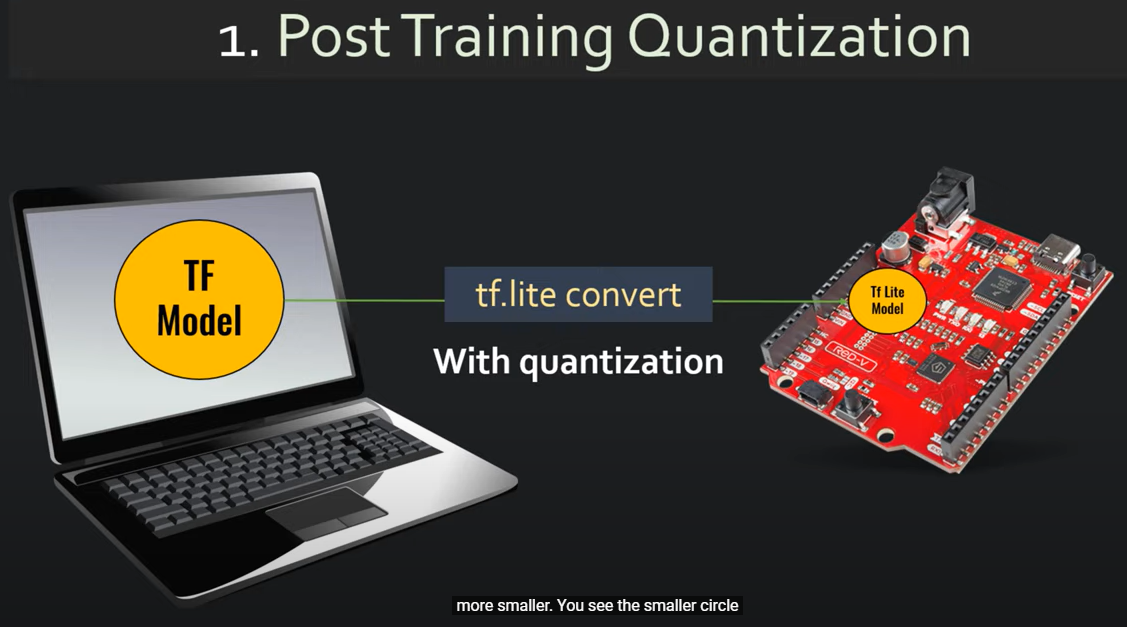 1. Post Training Quantization
TF
Model
tf.lite convert
With quantization
Tf Lite
Model
RED-V
more smaller. You see the smaller circle